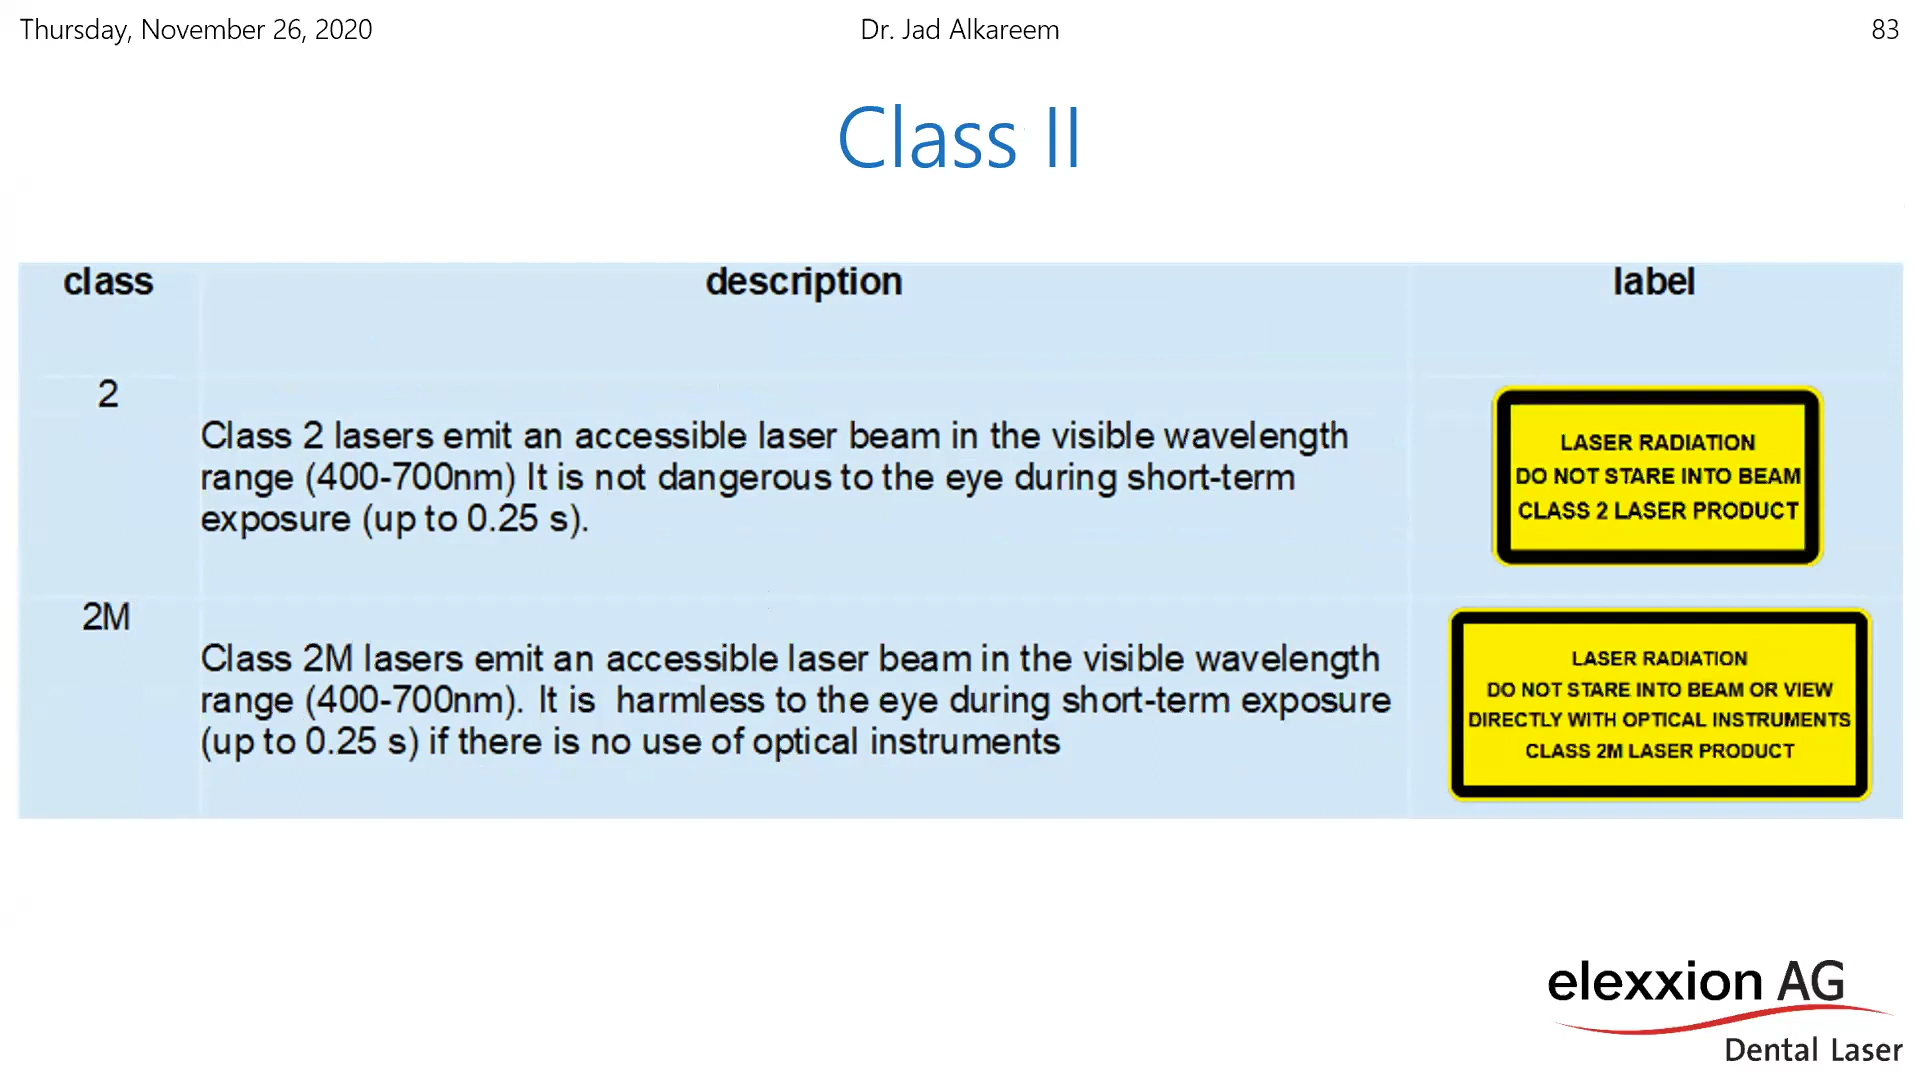 Thursday, November 26, 2020
Dr. Jad Alkareem
83
Class II
class
description
label
2
Class 2 lasers emit an accessible laser beam in the visible wavelength
range (400-700nm) It is not dangerous to the eye during short-term
exposure (up to 0.25 s).
LASER RADIATION
DO NOT STARE INTO BEAM
CLASS 2 LASER PRODUCT
2M
Class 2M lasers emit an accessible laser beam in the visible wavelength
range (400-700nm). It is harmless to the eye during short-term exposure
(up to 0.25 s) if there is no use of optical instruments
LASER RADIATION
DO NOT STARE INTO BEAM OR VIEW
DIRECTLY WITH OPTICAL INSTRUMENTS
CLASS 2M LASER PRODUCT
elexxion AG
Dental Laser